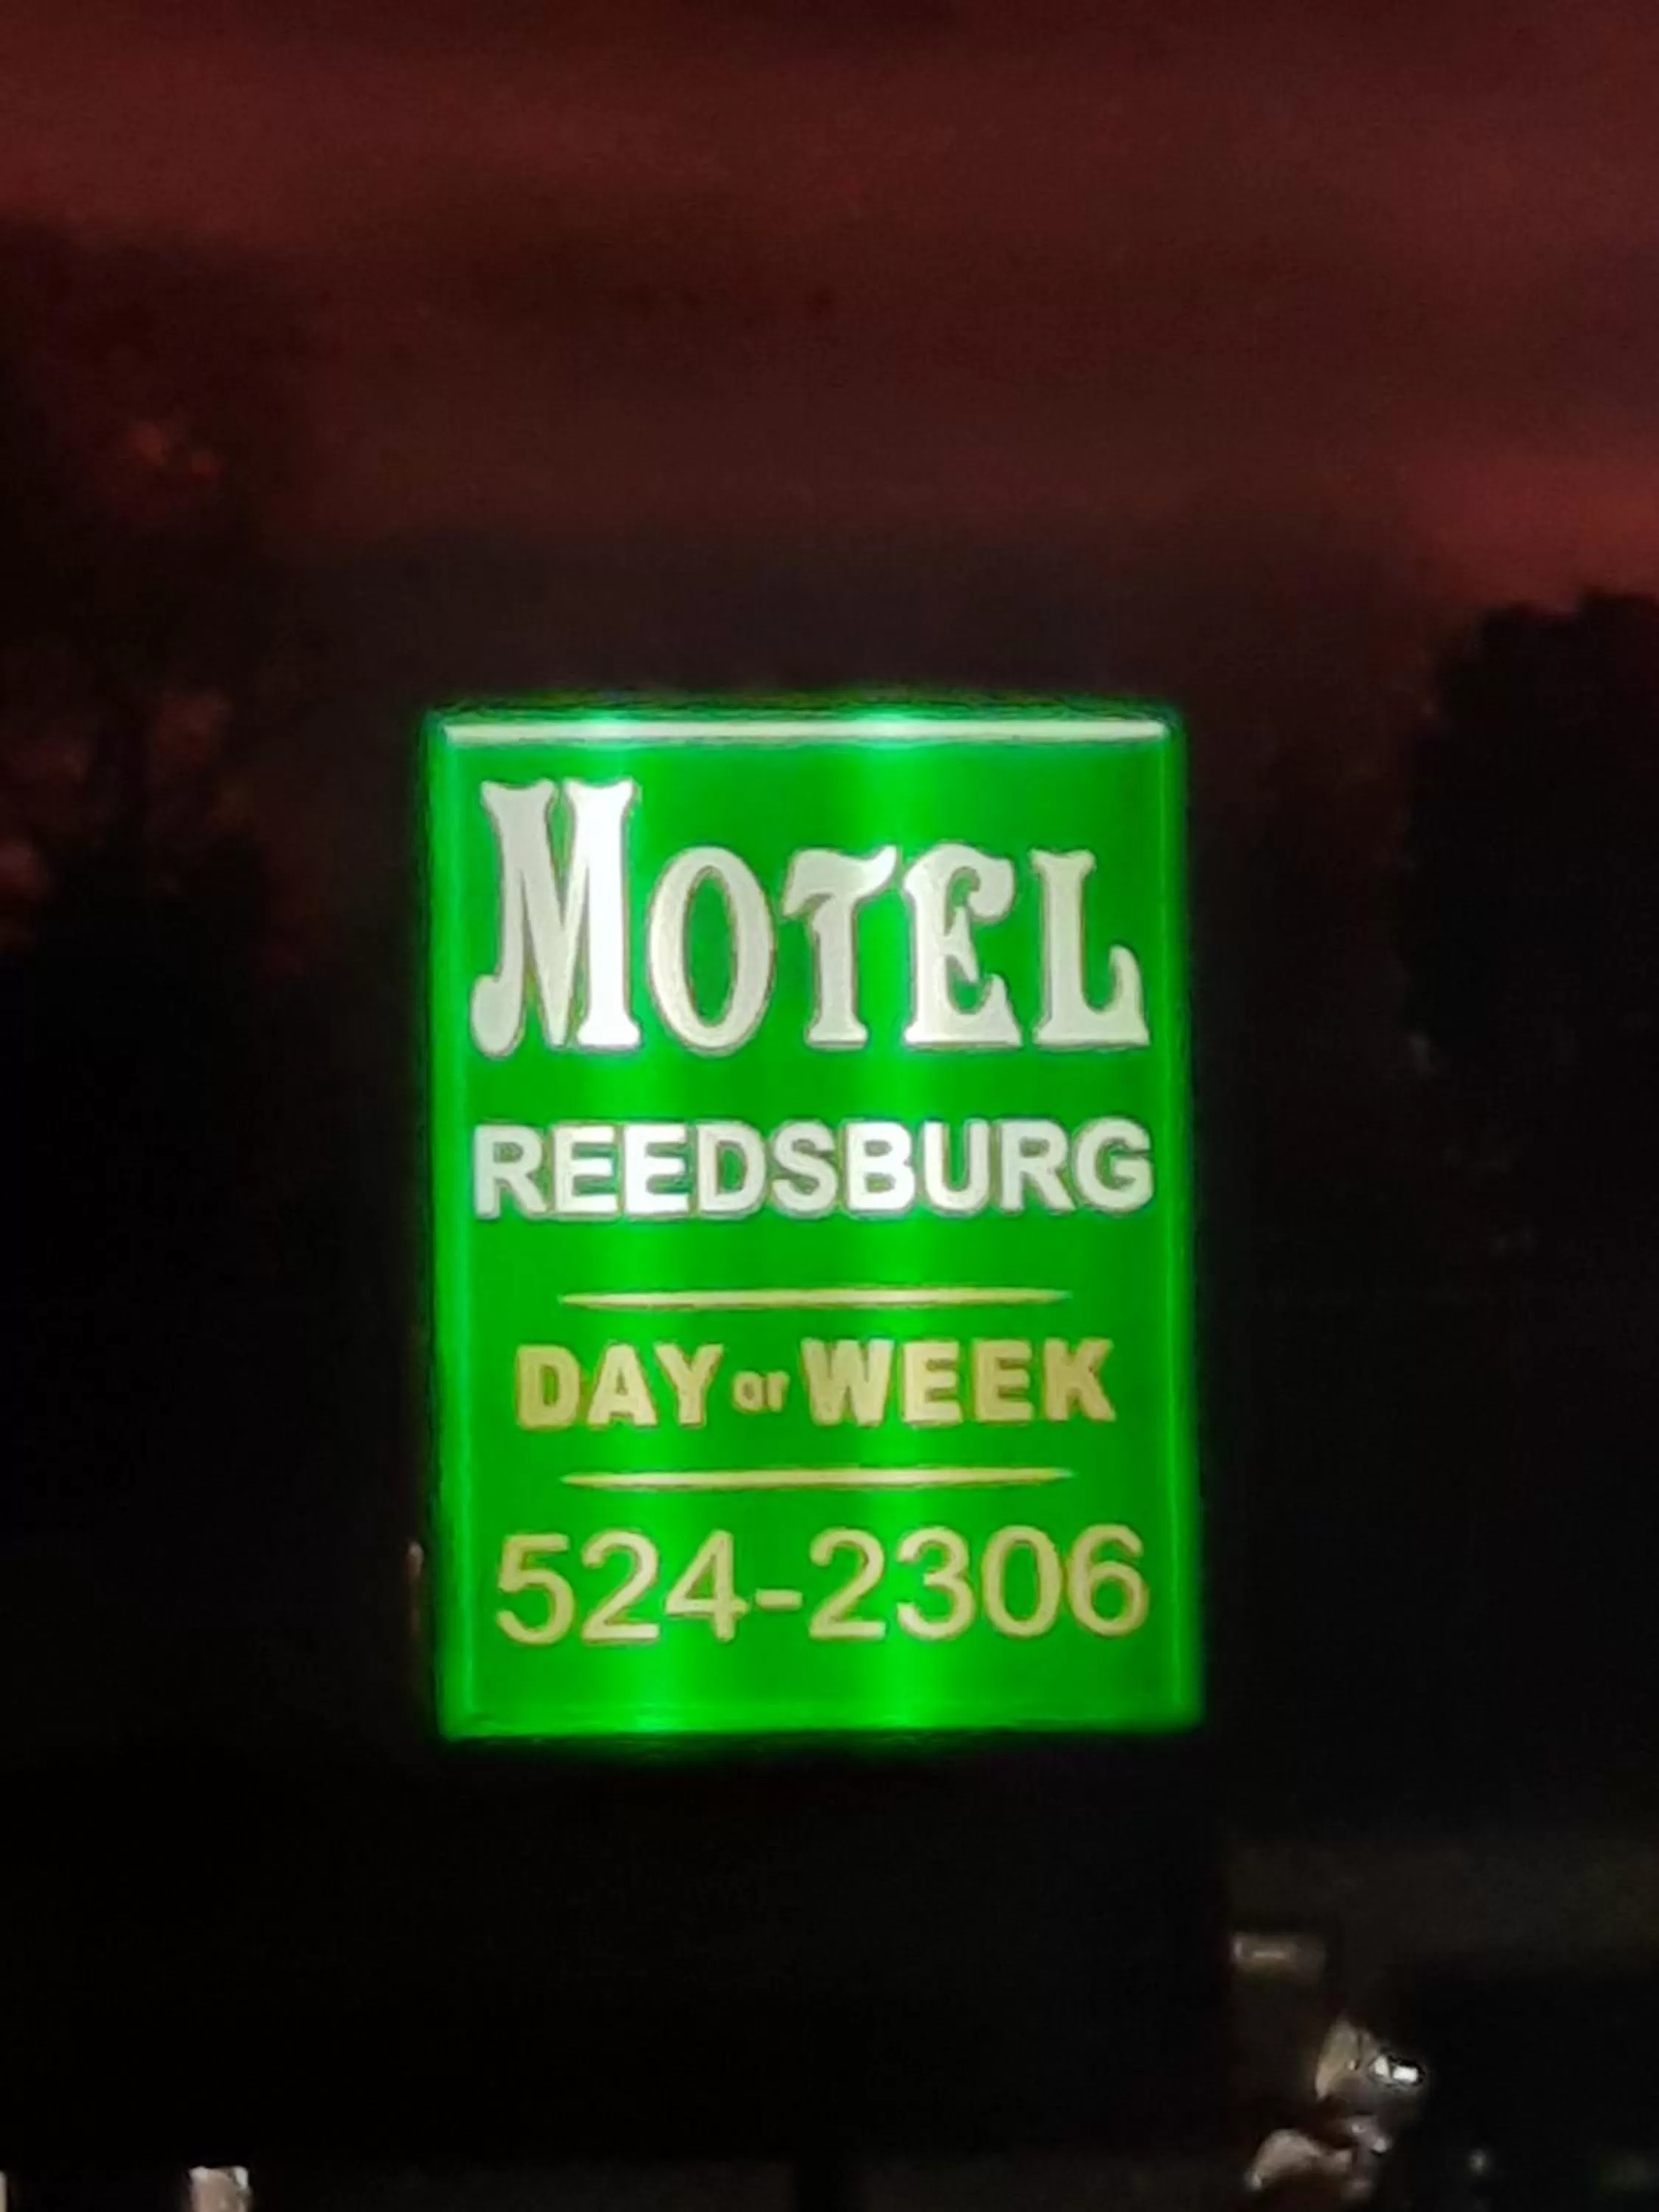 MOTEL
REEDSBURG
DAY or WEEK
524-2306